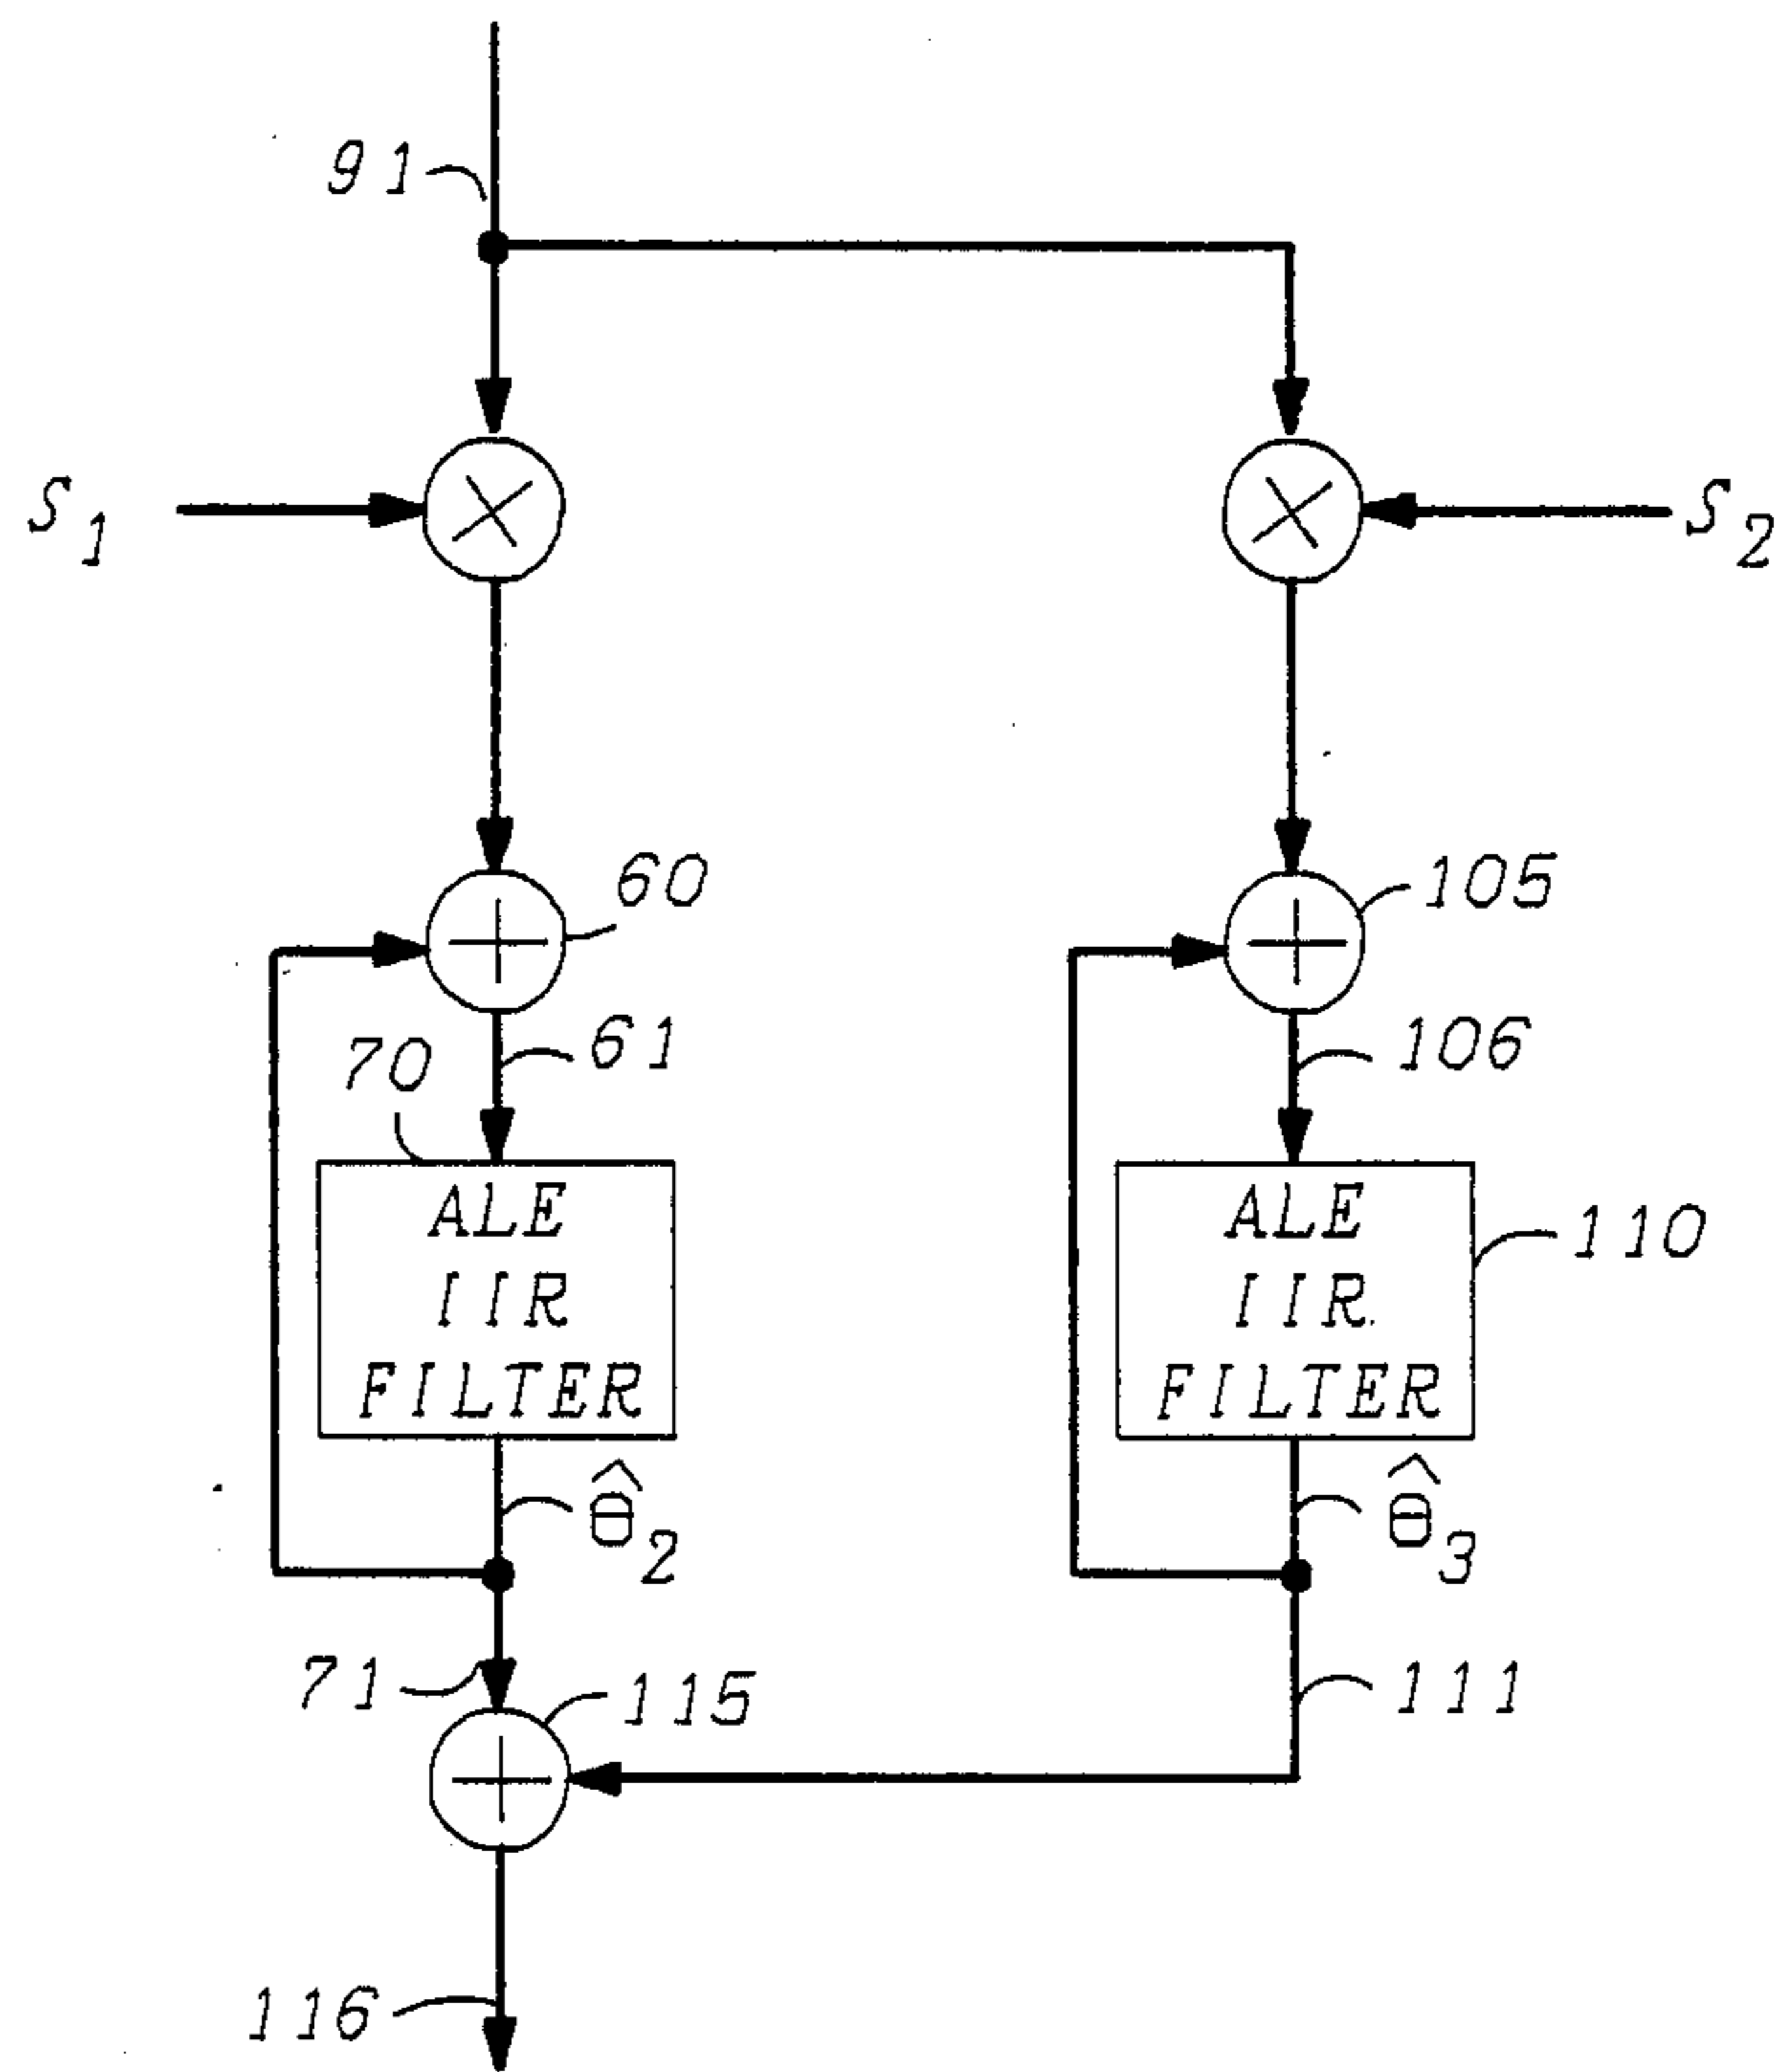 91
S1
S2
60
105
61
106
70
ALE
IIR
FILTER
ALE
IIR
FILTER
110
θ̂2
θ̂3
71
115
111
116